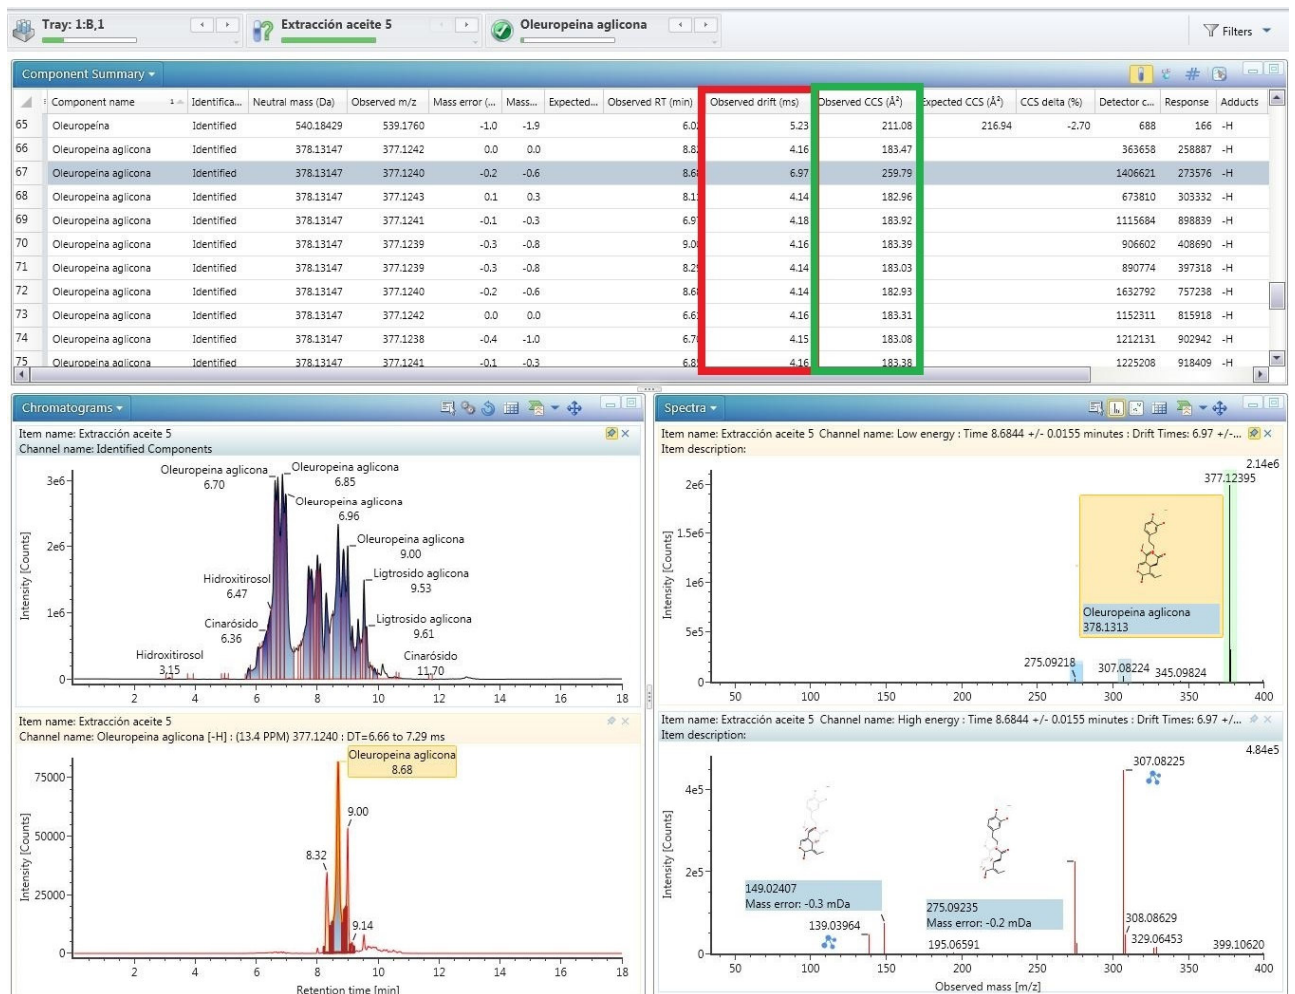 Tray: 1:B,1
Extracción aceite 5
Oleuropeina aglicona
Filters
Component Summary
Component name 1 Identifica... Neutral mass (Da) Observed m/z Mass error (... Mass... Expected... Observed RT (min) Observed drift (ms) Observed CCS (Å²) Expected CCS (Å²) CCS delta (%) Detector c... Response Adducts
65 Oleuropeína Identified 540.18429 539.1760 -1.0 -1.9 5.23 211.08 216.94 -2.70 688 166 -H
66 Oleuropeina aglicona Identified 378.13147 377.1242 0.0 0.0 8.82 4.16 183.47 363658 258887 -H
67 Oleuropeina aglicona Identified 378.13147 377.1240 -0.2 -0.6 8.68 6.97 259.79 1406621 273576 -H
68 Oleuropeina aglicona Identified 378.13147 377.1243 0.1 0.3 4.14 182.96 673810 303332 -H
69 Oleuropeina aglicona Identified 378.13147 377.1241 -0.1 -0.3 6.97 4.18 183.92 1115684 898839 -H
70 Oleuropeina aglicona Identified 378.13147 377.1239 -0.3 -0.8 4.16 183.39 906602 408690 -H
71 Oleuropeina aglicona Identified 378.13147 377.1239 -0.3 -0.8 4.14 183.03 890774 397318 -H
72 Oleuropeina aglicona Identified 378.13147 377.1240 -0.2 -0.6 8.68 4.14 182.93 1632792 757238 -H
73 Oleuropeina aglicona Identified 378.13147 377.1242 0.0 0.0 4.16 183.31 1152311 815918 -H
74 Oleuropeina aglicona Identified 378.13147 377.1238 -0.4 -1.0 4.15 183.08 1212131 902942 -H
75 Oleuropeina aglicona Identified 378.13147 377.1241 -0.1 -0.3 6.85 4.16 183.38 1225208 918409 -H
Chromatograms
Item name: Extracción aceite 5
Channel name: Identified Components
Oleuropeina aglicona
6.70
Oleuropeina aglicona
6.85
Oleuropeina aglicona
6.96
Oleuropeina aglicona
9.00
Hidroxitirosol
6.47
Ligtrosido aglicona
9.53
Cinarósido
6.36
Ligtrosido aglicona
9.61
Hidroxitirosol
3.15
Cinarósido
11.70
Intensity [Counts]
3e6
2e6
1e6
0
2 4 6 8 10 12 14 16 18
Item name: Extracción aceite 5
Channel name: Oleuropeina aglicona [-H] : (13.4 PPM) 377.1240 : DT=6.66 to 7.29 ms
Oleuropeina aglicona
8.68
9.00
8.32
9.14
Intensity [Counts]
75000
50000
25000
0
2 4 6 8 10 12 14 16 18
Retention time [min]
Spectra
Item name: Extracción aceite 5 Channel name: Low energy : Time 8.6844 +/- 0.0155 minutes : Drift Times: 6.97 +/-...
Item description:
2.14e6
377.12395
Oleuropeina aglicona
378.1313
275.09218
307.08224
345.09824
Intensity [Counts]
2e6
1.5e6
1e6
5e5
0
50 100 150 200 250 300 350 400
Item name: Extracción aceite 5 Channel name: High energy : Time 8.6844 +/- 0.0155 minutes : Drift Times: 6.97 +/...
Item description:
4.84e5
307.08225
149.02407
Mass error: -0.3 mDa
275.09235
Mass error: -0.2 mDa
139.03964
195.06591
308.08629
329.06453
399.10620
Intensity [Counts]
4e5
2e5
0
50 100 150 200 250 300 350 400
Observed mass [m/z]